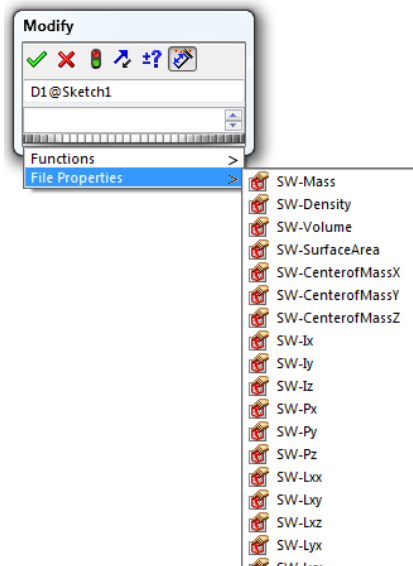 Modify
±?
D1@Sketch1
Functions >
File Properties >
SW-Mass
SW-Density
SW-Volume
SW-SurfaceArea
SW-CenterofMassX
SW-CenterofMassY
SW-CenterofMassZ
SW-Ix
SW-Iy
SW-Iz
SW-Px
SW-Py
SW-Pz
SW-Lxx
SW-Lxy
SW-Lxz
SW-Lyx